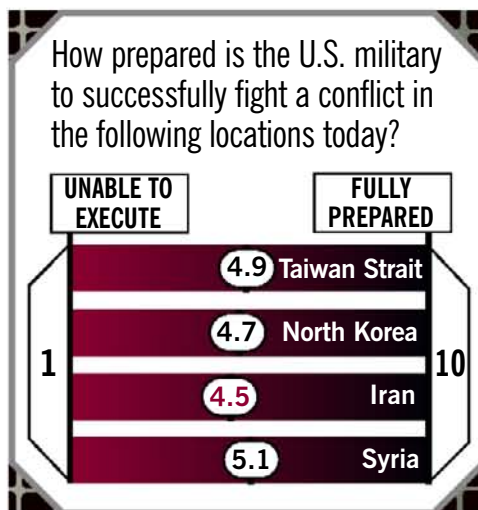 How prepared is the U.S. military
to successfully fight a conflict in
the following locations today?
UNABLE TO
EXECUTE
FULLY
PREPARED
1
10
4.9 Taiwan Strait
4.7 North Korea
4.5 Iran
5.1 Syria